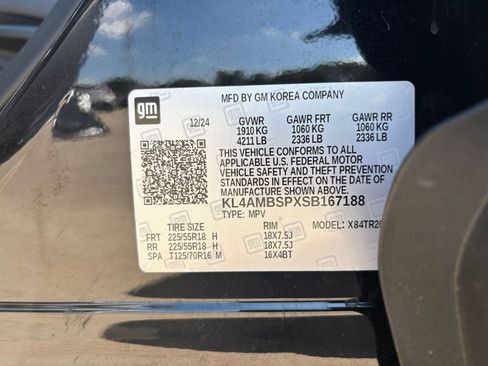 gm
MFD BY GM KOREA COMPANY
12/24 GVWR GAWR FRT GAWR RR
1910 KG 1060 KG 1060 KG
4211 LB 2336 LB 2336 LB
THIS VEHICLE CONFORMS TO ALL
APPLICABLE U.S. FEDERAL MOTOR
VEHICLE SAFETY AND THEFT PREVENTION
STANDARDS IN EFFECT ON THE DATE OF
MANUFACTURE SHOWN ABOVE.
KL4AMBSPXSB167188
TYPE: MPV MODEL: X84TR26
TIRE SIZE RIM
FRT 225/55R18 H 18X7.5J
RR 225/55R18 H 18X7.5J
SPA T125/70R16 M 16X4BT